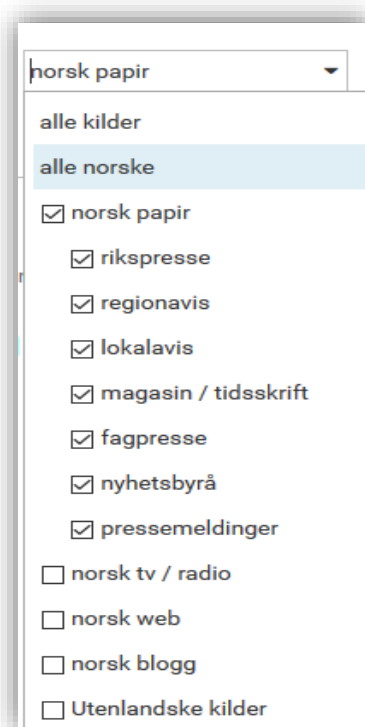 norsk papir
alle kilder
alle norske
norsk papir
rikspresse
regionavis
lokalavis
magasin / tidsskrift
fagpresse
nyhetsbyrå
pressemeldinger
norsk tv / radio
norsk web
norsk blogg
Utenlandske kilder